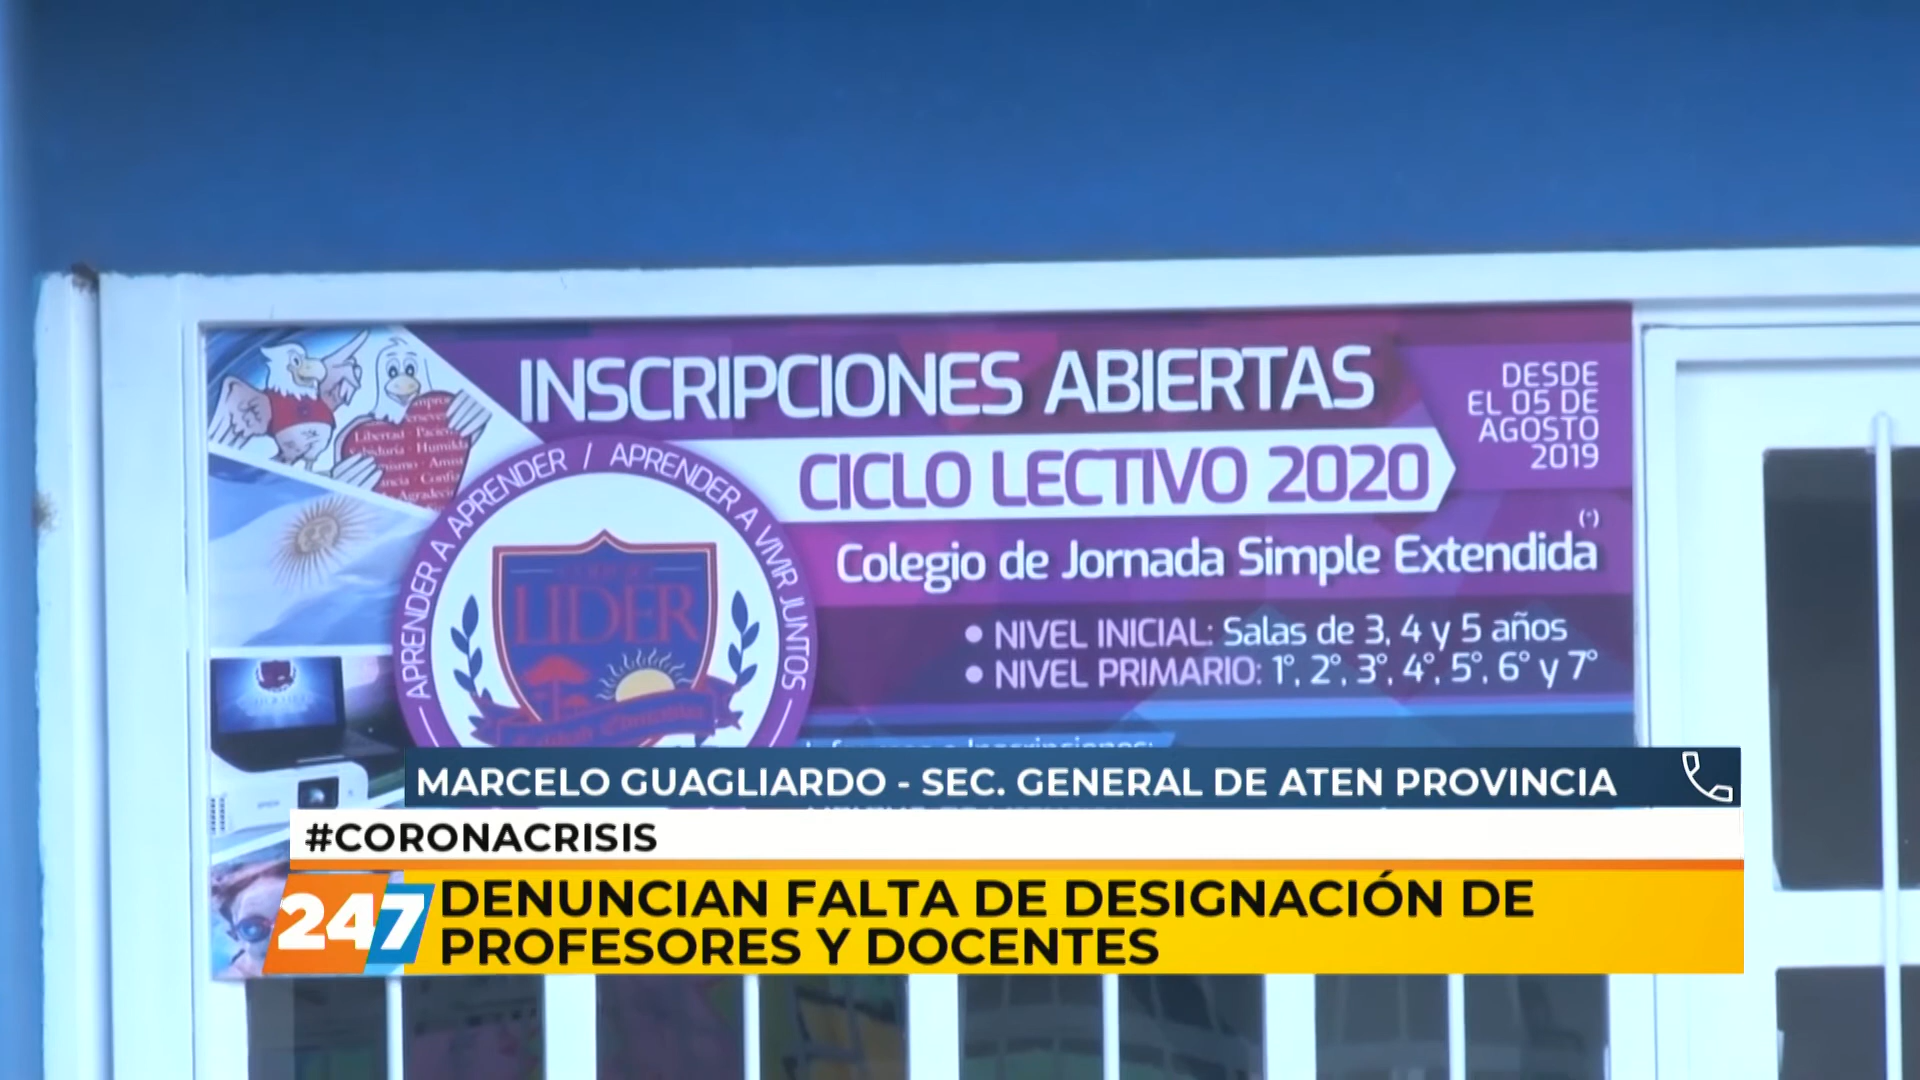 INSCRIPCIONES ABIERTAS
DESDE
EL 05 DE
AGOSTO
2019
CICLO LECTIVO 2020
(*)
Colegio de Jornada Simple Extendida
• NIVEL INICIAL: Salas de 3, 4 y 5 años
• NIVEL PRIMARIO: 1°, 2°, 3°, 4°, 5°, 6° y 7°
APRENDER A APRENDER / APRENDER A VIVIR JUNTOS
LIDER
Libertad - Pacien
MARCELO GUAGLIARDO - SEC. GENERAL DE ATEN PROVINCIA
#CORONACRISIS
247
DENUNCIAN FALTA DE DESIGNACIÓN DE
PROFESORES Y DOCENTES